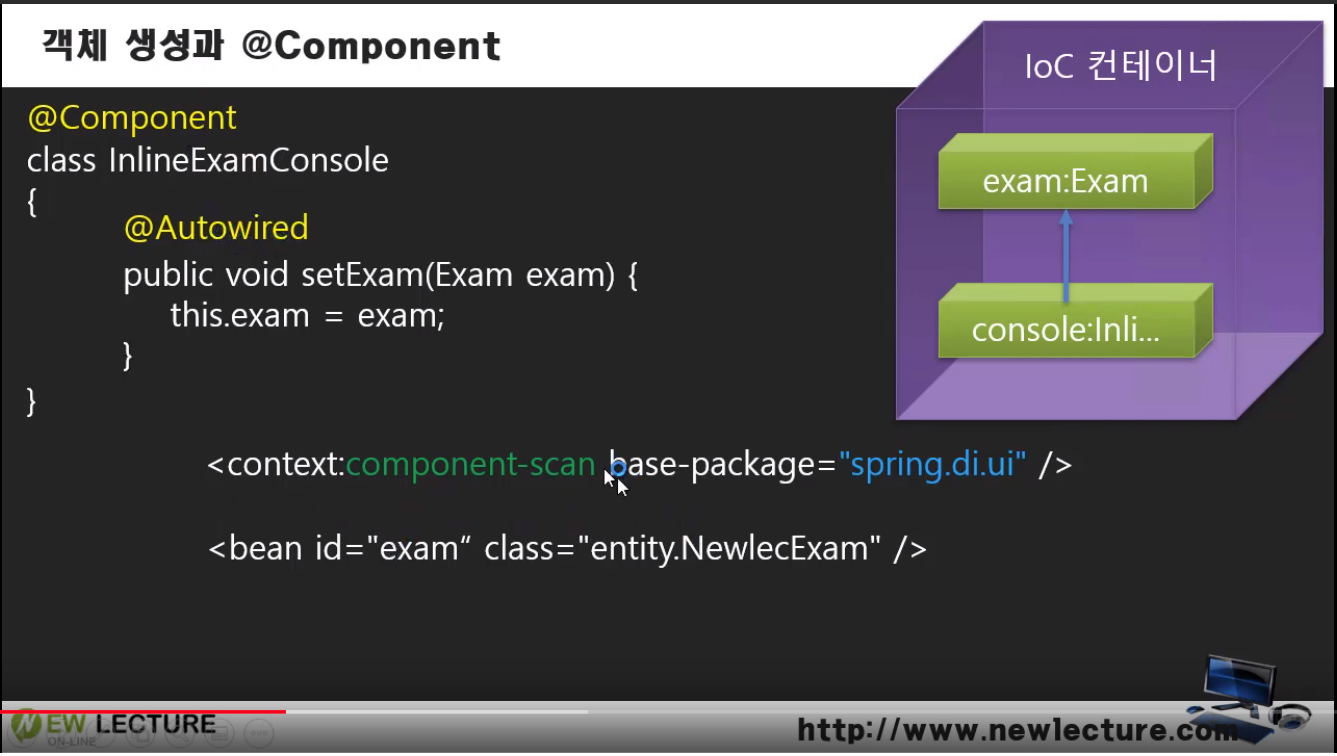 객체 생성과 @Component
IoC 컨테이너
@Component
class InlineExamConsole
{
@Autowired
public void setExam(Exam exam) {
this.exam = exam;
}
}
exam:Exam
console:Inli...
<context:component-scan base-package="spring.di.ui" />
<bean id="exam“ class="entity.NewlecExam" />
NEW LECTURE
ON-LINE
http://www.newlecture.com